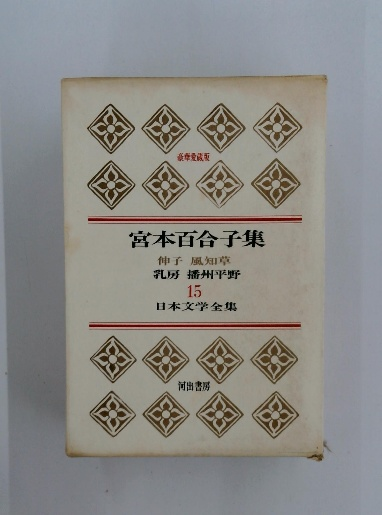 豪華愛蔵版
宮本百合子集
伸子 風知草
乳房 播州平野
15
日本文学全集
河出書房